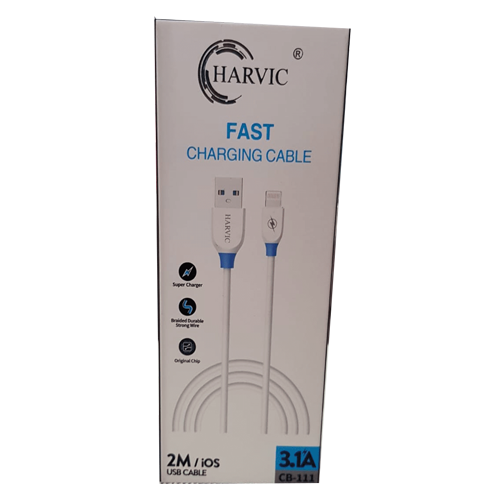 HARVIC ®
FAST
CHARGING CABLE
HARVIC
Super Charger
Braided Durable
Strong Wire
Original Chip
2M / iOS
USB CABLE
3.1A
CB-111